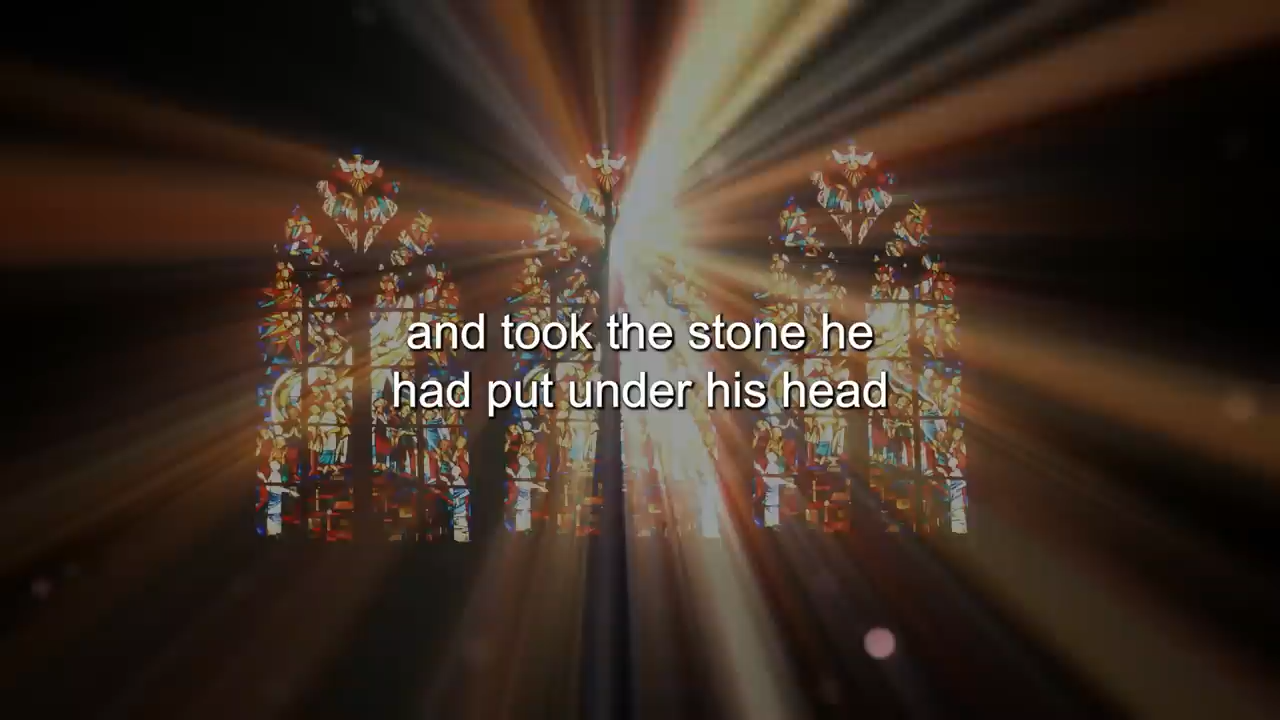 and took the stone he
had put under his head